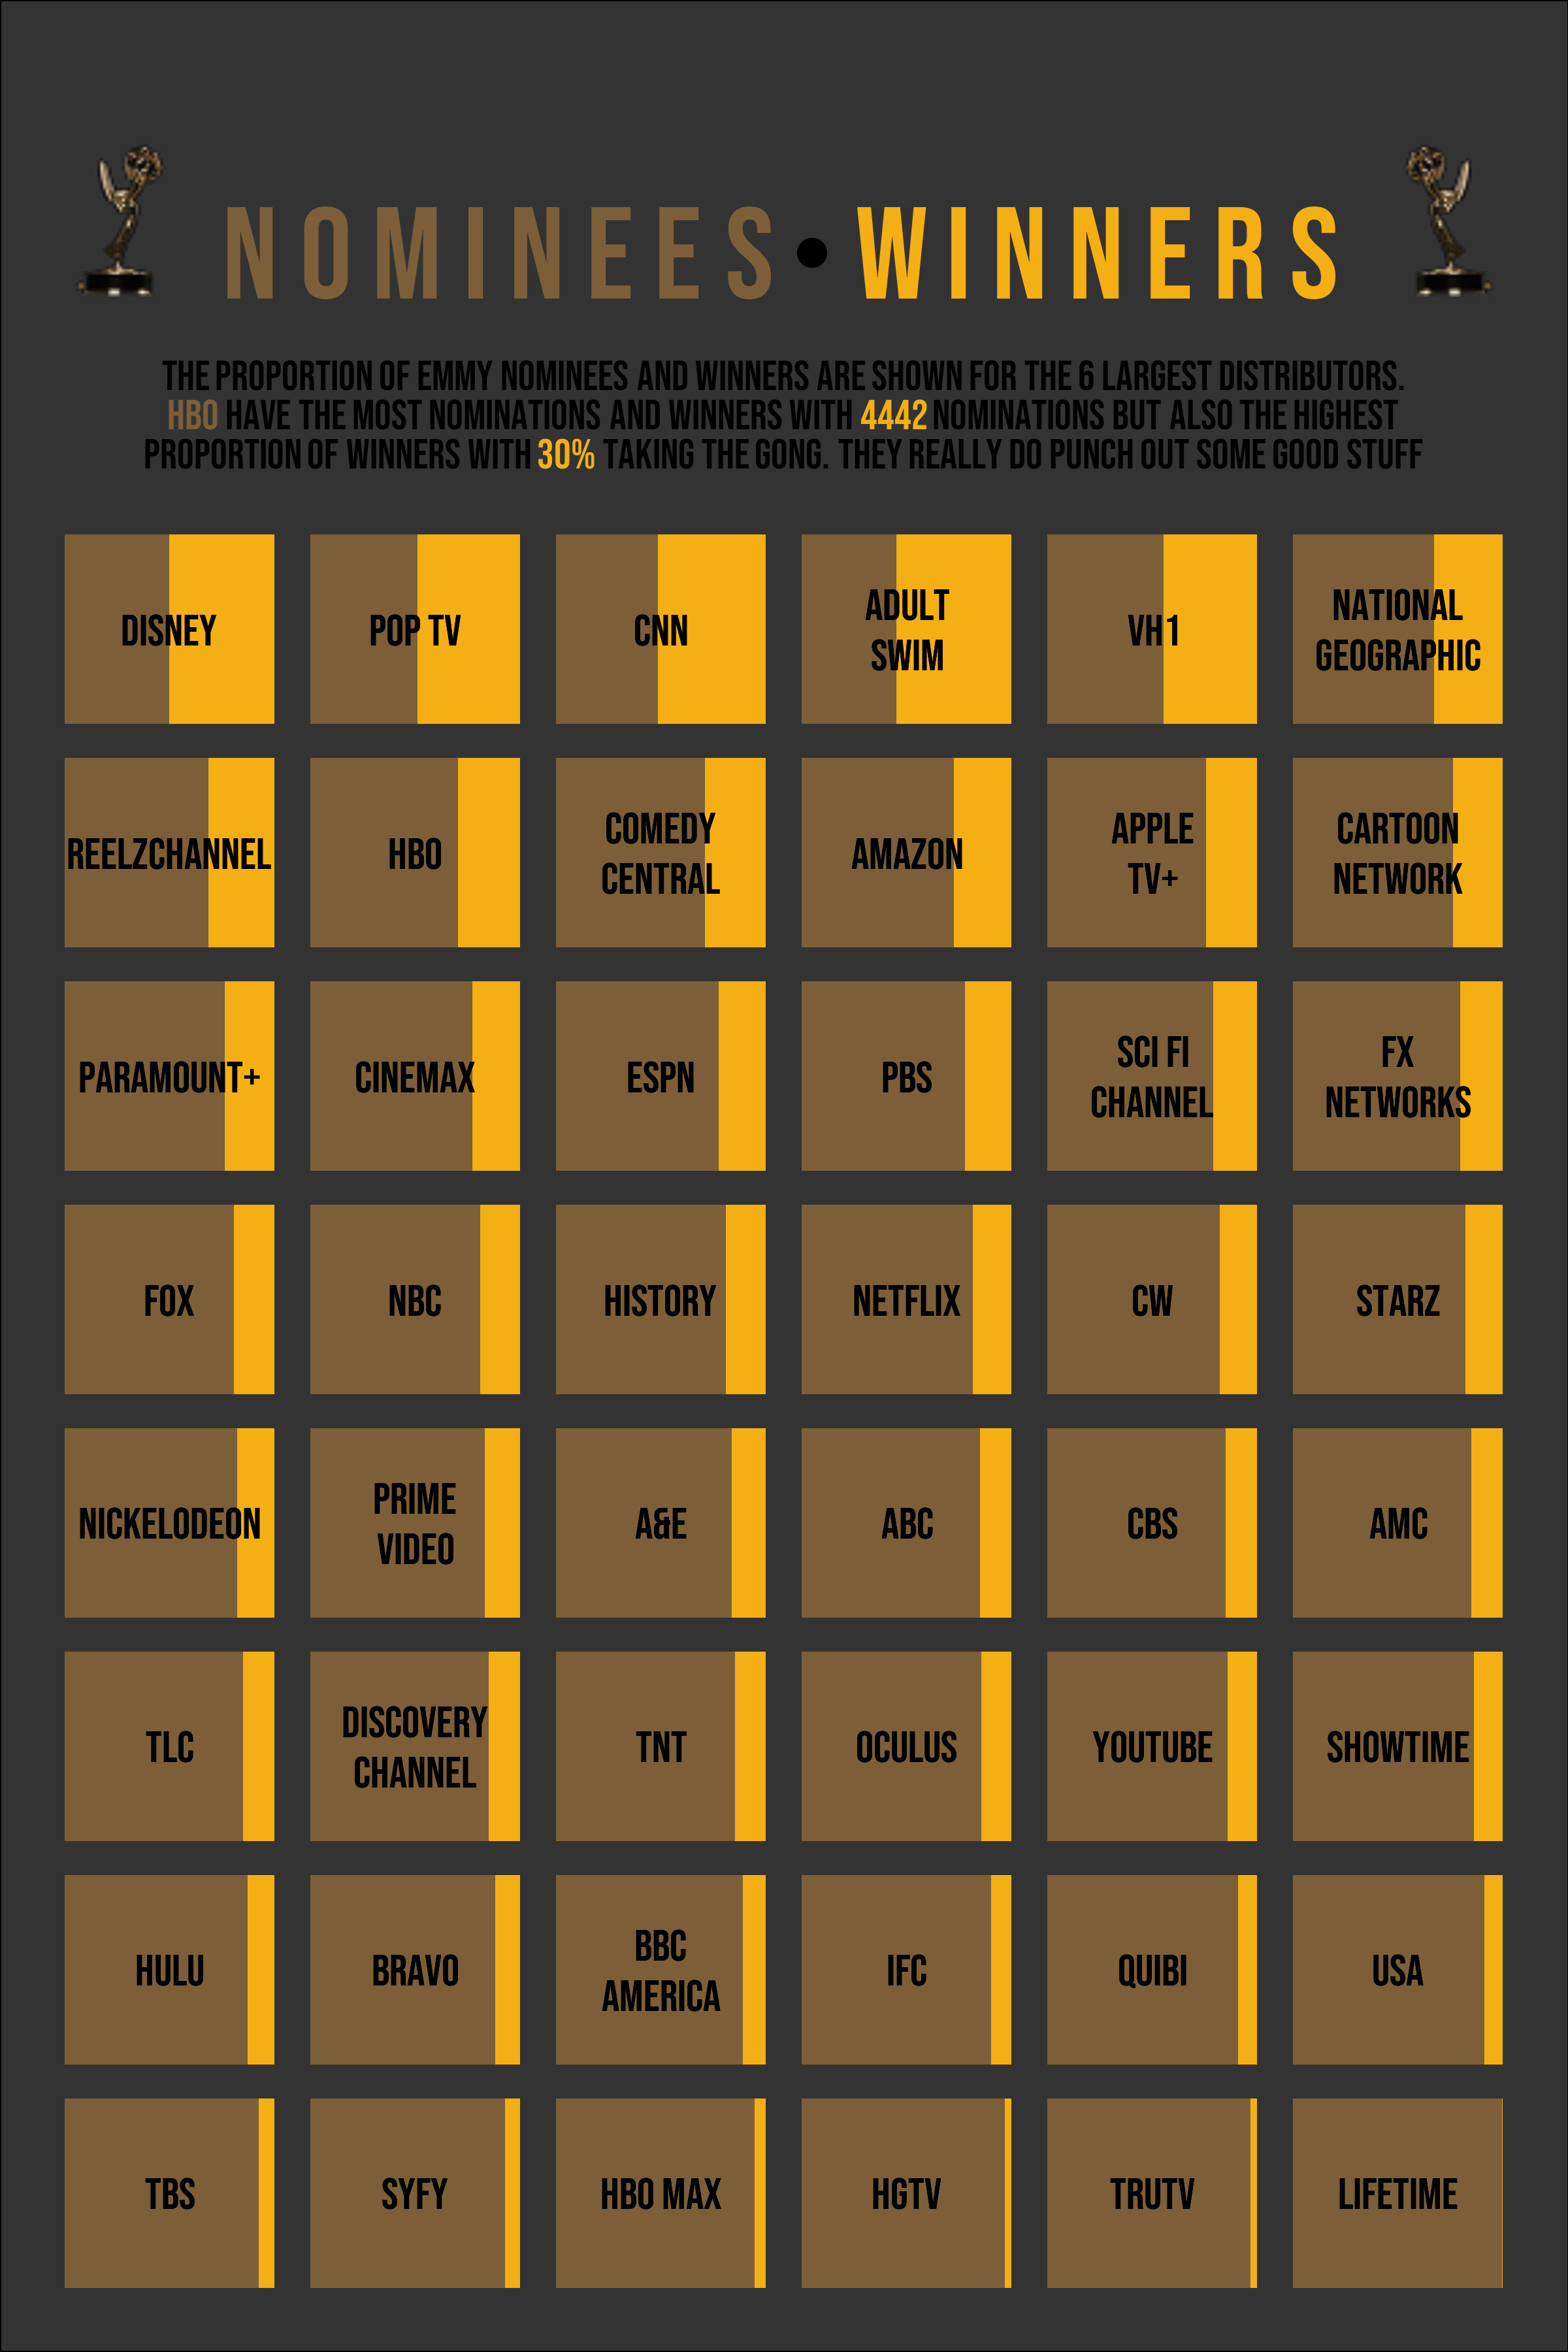 NOMINEES • WINNERS
THE PROPORTION OF EMMY NOMINEES AND WINNERS ARE SHOWN FOR THE 6 LARGEST DISTRIBUTORS.
HBO HAVE THE MOST NOMINATIONS AND WINNERS WITH 4442 NOMINATIONS BUT ALSO THE HIGHEST
PROPORTION OF WINNERS WITH 30% TAKING THE GONG. THEY REALLY DO PUNCH OUT SOME GOOD STUFF
DISNEY
POP TV
CNN
ADULT
SWIM
VH1
NATIONAL
GEOGRAPHIC
REELZCHANNEL
HBO
COMEDY
CENTRAL
AMAZON
APPLE
TV+
CARTOON
NETWORK
PARAMOUNT+
CINEMAX
ESPN
PBS
SCI FI
CHANNEL
FX
NETWORKS
FOX
NBC
HISTORY
NETFLIX
CW
STARZ
NICKELODEON
PRIME
VIDEO
A&E
ABC
CBS
AMC
TLC
DISCOVERY
CHANNEL
TNT
OCULUS
YOUTUBE
SHOWTIME
HULU
BRAVO
BBC
AMERICA
IFC
QUIBI
USA
TBS
SYFY
HBO MAX
HGTV
TRUTV
LIFETIME